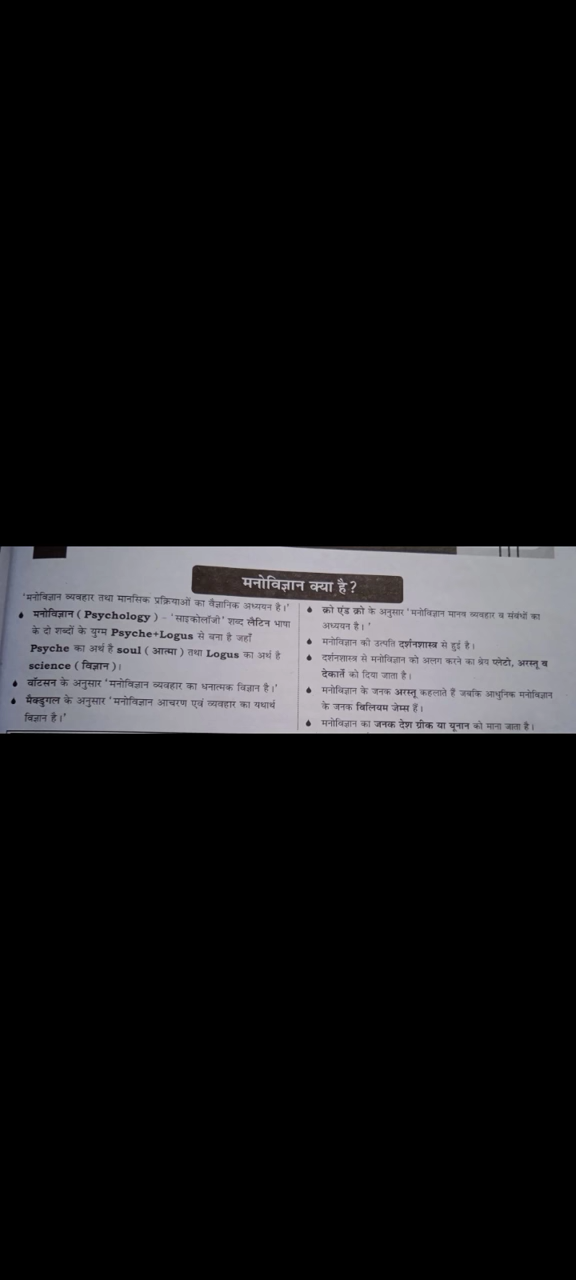 मनोविज्ञान क्या है?
'मनोविज्ञान व्यवहार तथा मानसिक प्रक्रियाओं का वैज्ञानिक अध्ययन है।'
मनोविज्ञान ( Psychology ) - 'साइकोलॉजी' शब्द लैटिन भाषा
के दो शब्दों के युग्म Psyche+Logus से बना है जहाँ
Psyche का अर्थ है soul ( आत्मा ) तथा Logus का अर्थ है
science ( विज्ञान )।
वॉटसन के अनुसार 'मनोविज्ञान व्यवहार का धनात्मक विज्ञान है।'
मैक्डुगल के अनुसार 'मनोविज्ञान आचरण एवं व्यवहार का यथार्थ
विज्ञान है।'
क्रो एंड क्रो के अनुसार 'मनोविज्ञान मानव व्यवहार व संबंधों का
अध्ययन है। '
मनोविज्ञान की उत्पति दर्शनशास्त्र से हुई है।
दर्शनशास्त्र से मनोविज्ञान को अलग करने का श्रेय प्लेटो, अरस्तू व
देकार्ते को दिया जाता है।
मनोविज्ञान के जनक अरस्तू कहलाते हैं जबकि आधुनिक मनोविज्ञान
के जनक विलियम जेम्स हैं।
मनोविज्ञान का जनक देश ग्रीक या यूनान को माना जाता है।